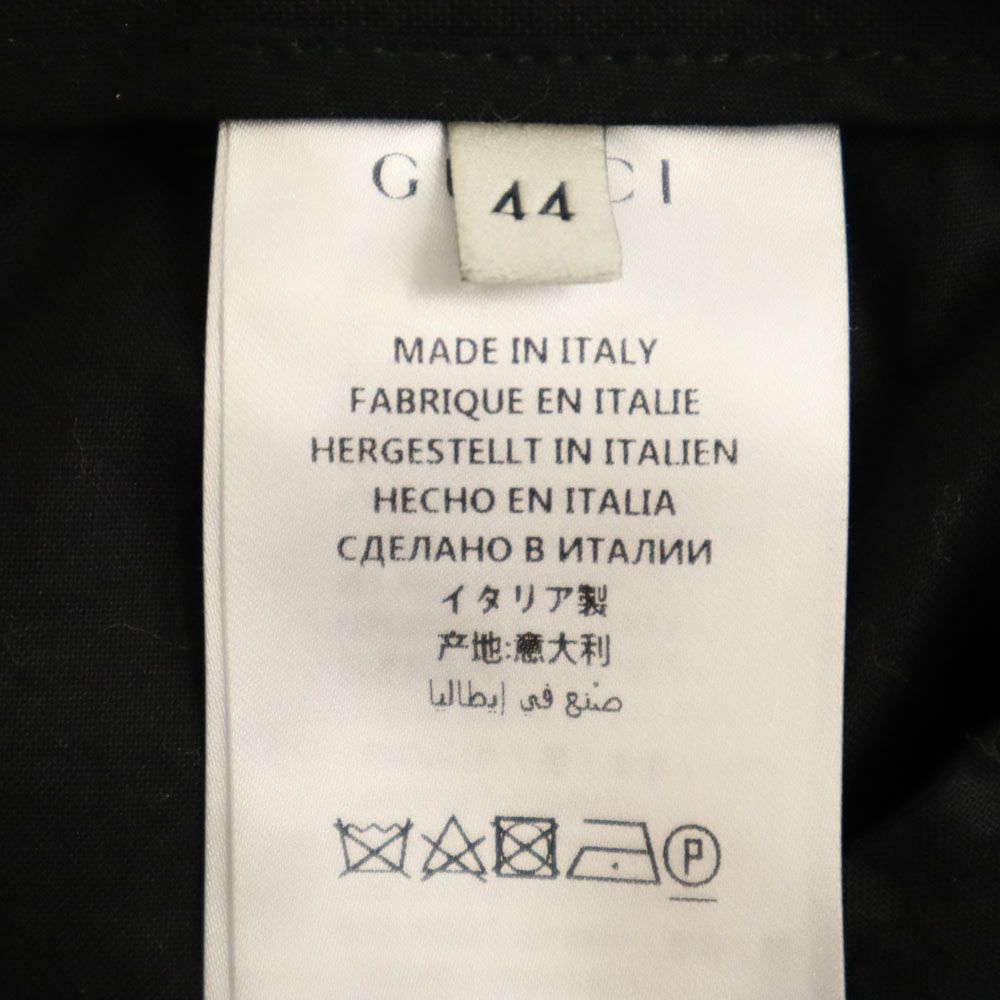 GUCCI
44
MADE IN ITALY
FABRIQUE EN ITALIE
HERGESTELLT IN ITALIEN
HECHO EN ITALIA
СДЕЛАНО В ИТАЛИИ
イタリア製
产地:意大利
صنع في إيطاليا
P